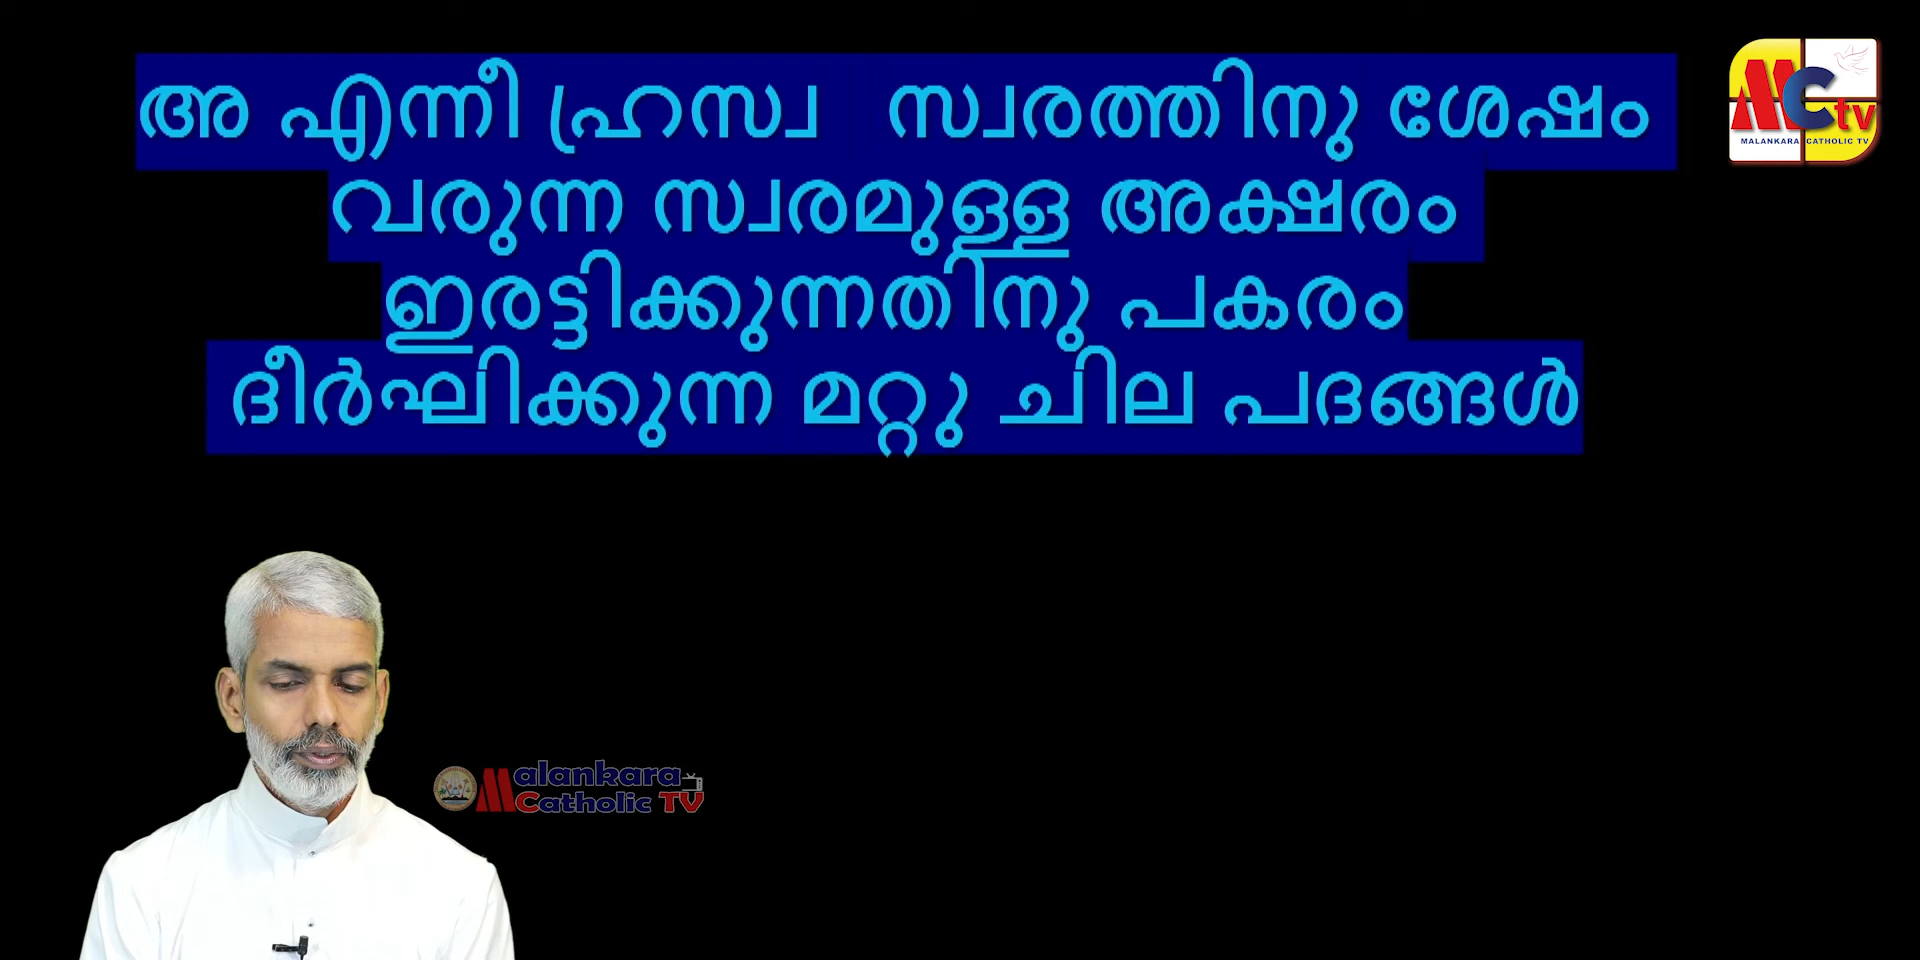 അ എന്നീ ഹ്രസ്വ സ്വരത്തിനു ശേഷം
വരുന്ന സ്വരമുള്ള അക്ഷരം
ഇരട്ടിക്കുന്നതിനു പകരം
ദീർഘിക്കുന്ന മറ്റു ചില പദങ്ങൾ
MCtv
MALANKARA CATHOLIC TV
Malankara
Catholic TV